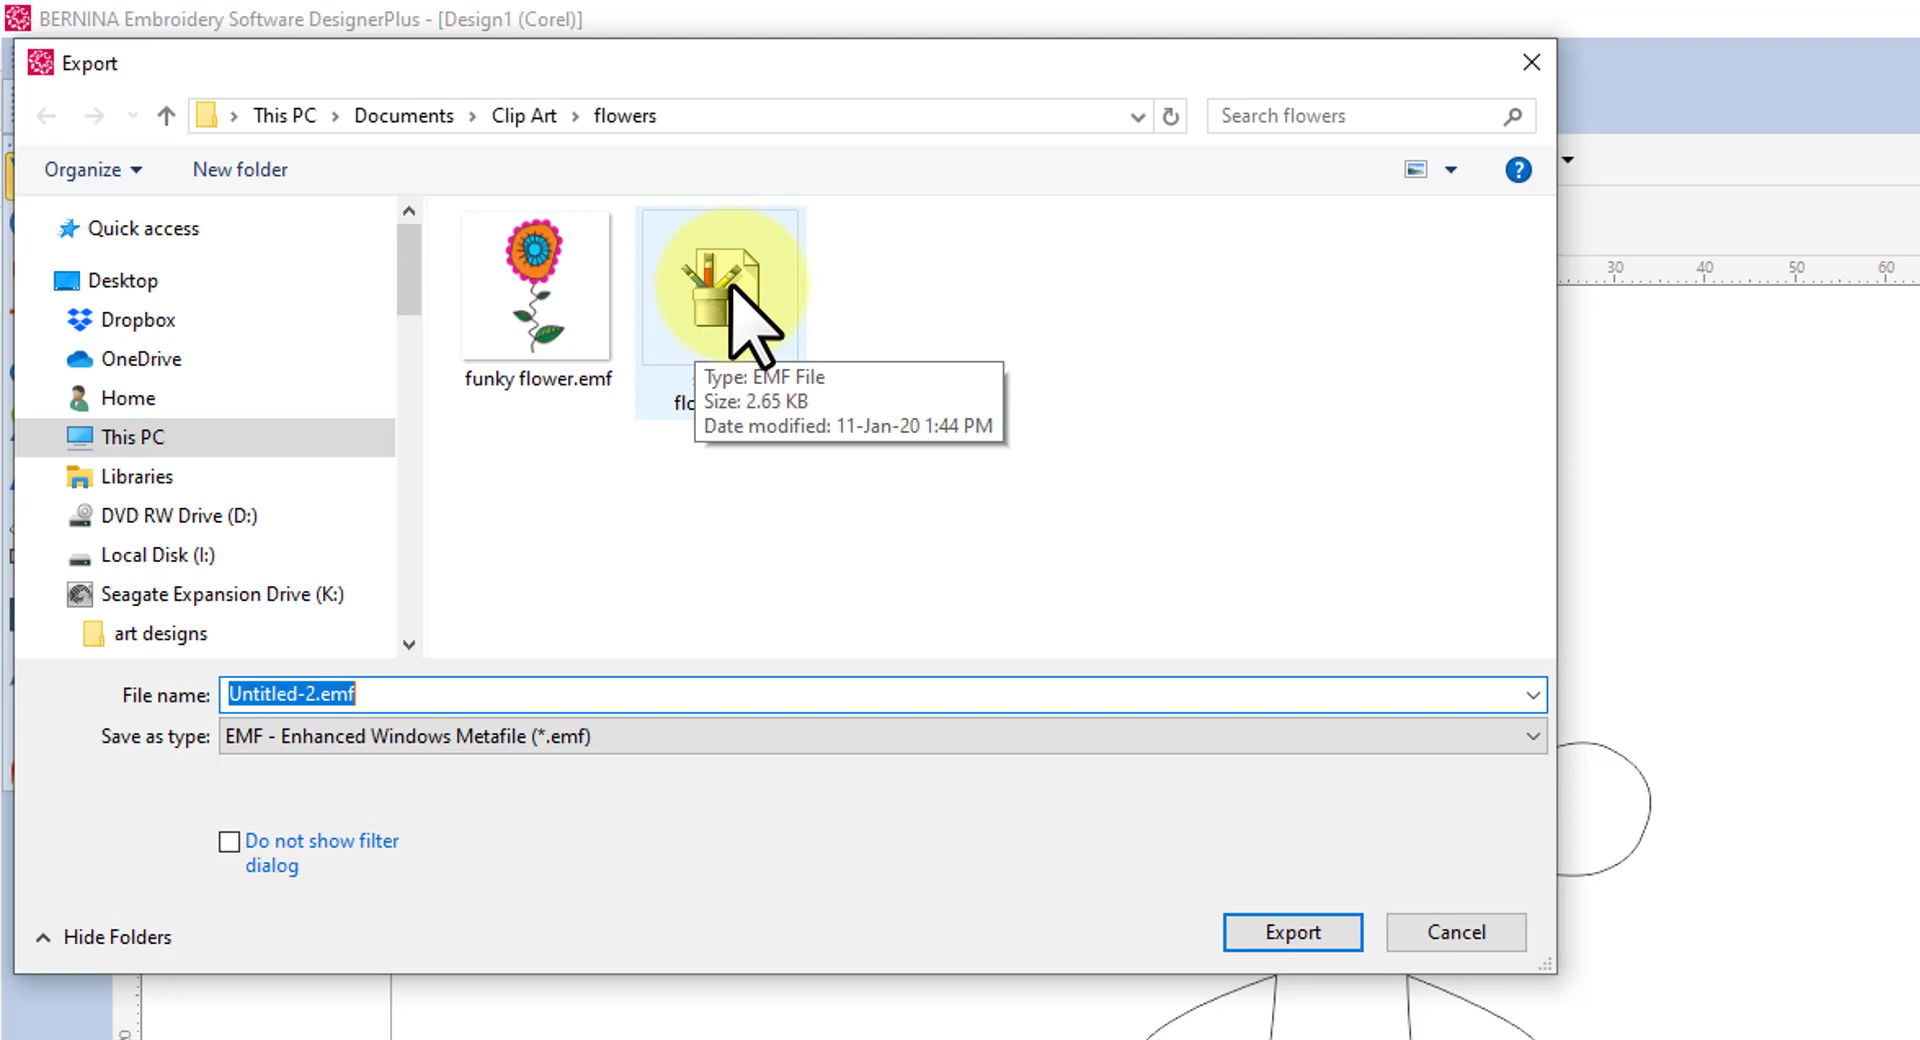 BERNINA Embroidery Software DesignerPlus - [Design1 (Corel)]
Export
This PC > Documents > Clip Art > flowers
Search flowers
Organize
New folder
Quick access
Desktop
Dropbox
OneDrive
Home
This PC
Libraries
DVD RW Drive (D:)
Local Disk (I:)
Seagate Expansion Drive (K:)
art designs
funky flower.emf
Type: EMF File
Size: 2.65 KB
Date modified: 11-Jan-20 1:44 PM
30 40 50 60
File name: Untitled-2.emf
Save as type: EMF - Enhanced Windows Metafile (*.emf)
Do not show filter
dialog
Hide Folders
Export
Cancel